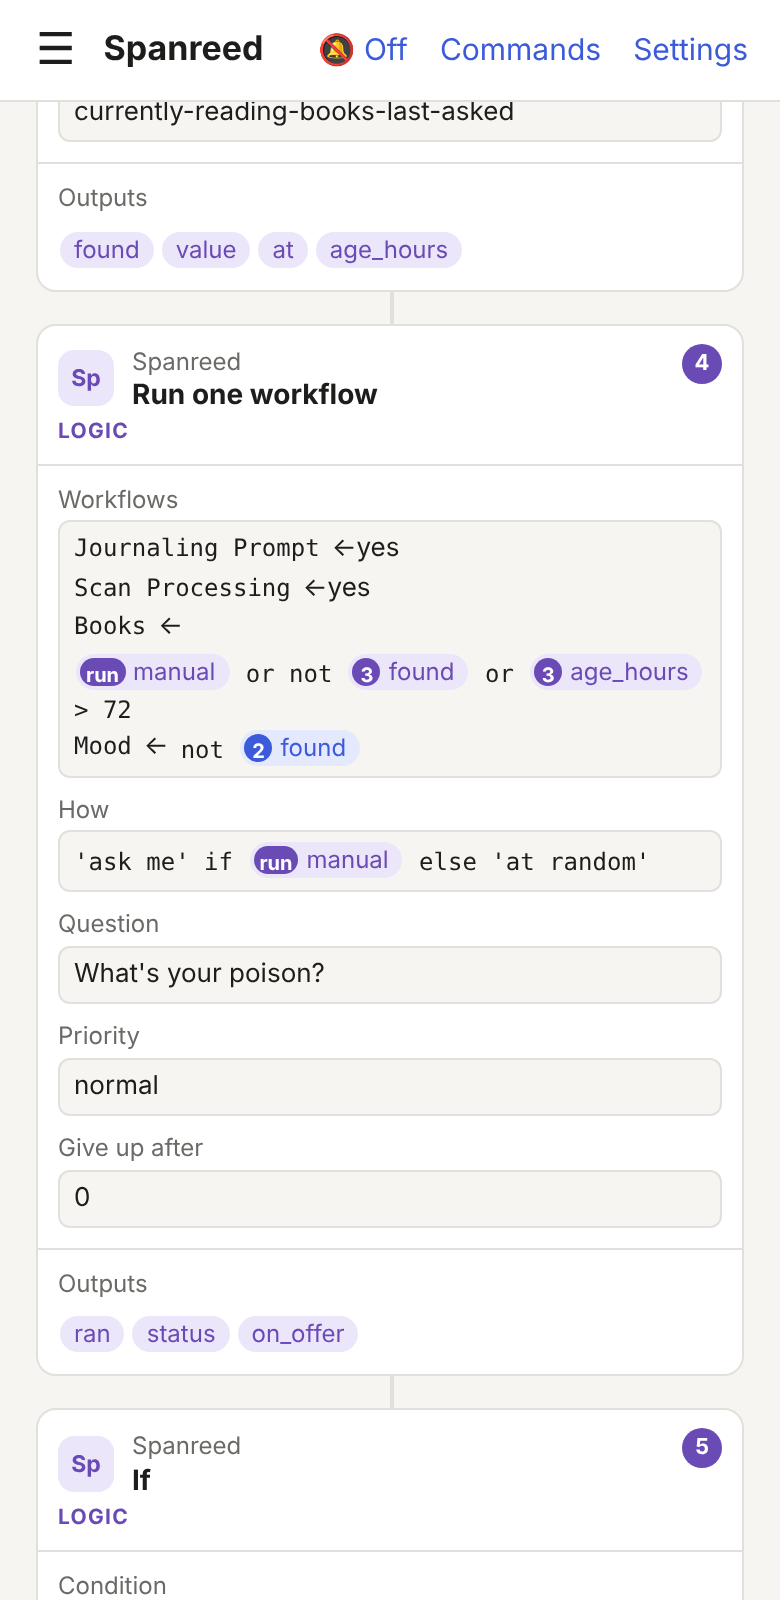 ☰ Spanreed 🔕 Off Commands Settings
currently-reading-books-last-asked
Outputs
found value at age_hours
Sp Spanreed 4
Run one workflow
LOGIC
Workflows
Journaling Prompt ←yes
Scan Processing ←yes
Books ←
run manual or not 3 found or 3 age_hours
> 72
Mood ← not 2 found
How
'ask me' if run manual else 'at random'
Question
What's your poison?
Priority
normal
Give up after
0
Outputs
ran status on_offer
Sp Spanreed 5
If
LOGIC
Condition